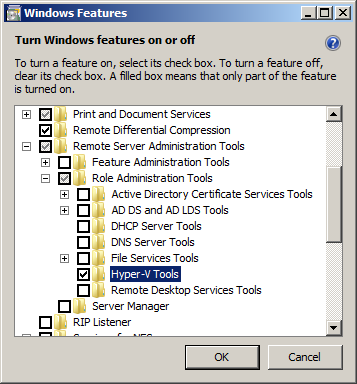 Windows Features
Turn Windows features on or off
To turn a feature on, select its check box. To turn a feature off,
clear its check box. A filled box means that only part of the feature
is turned on.
Print and Document Services
Remote Differential Compression
Remote Server Administration Tools
Feature Administration Tools
Role Administration Tools
Active Directory Certificate Services Tools
AD DS and AD LDS Tools
DHCP Server Tools
DNS Server Tools
File Services Tools
Hyper-V Tools
Remote Desktop Services Tools
Server Manager
RIP Listener
Services for NFS
OK
Cancel